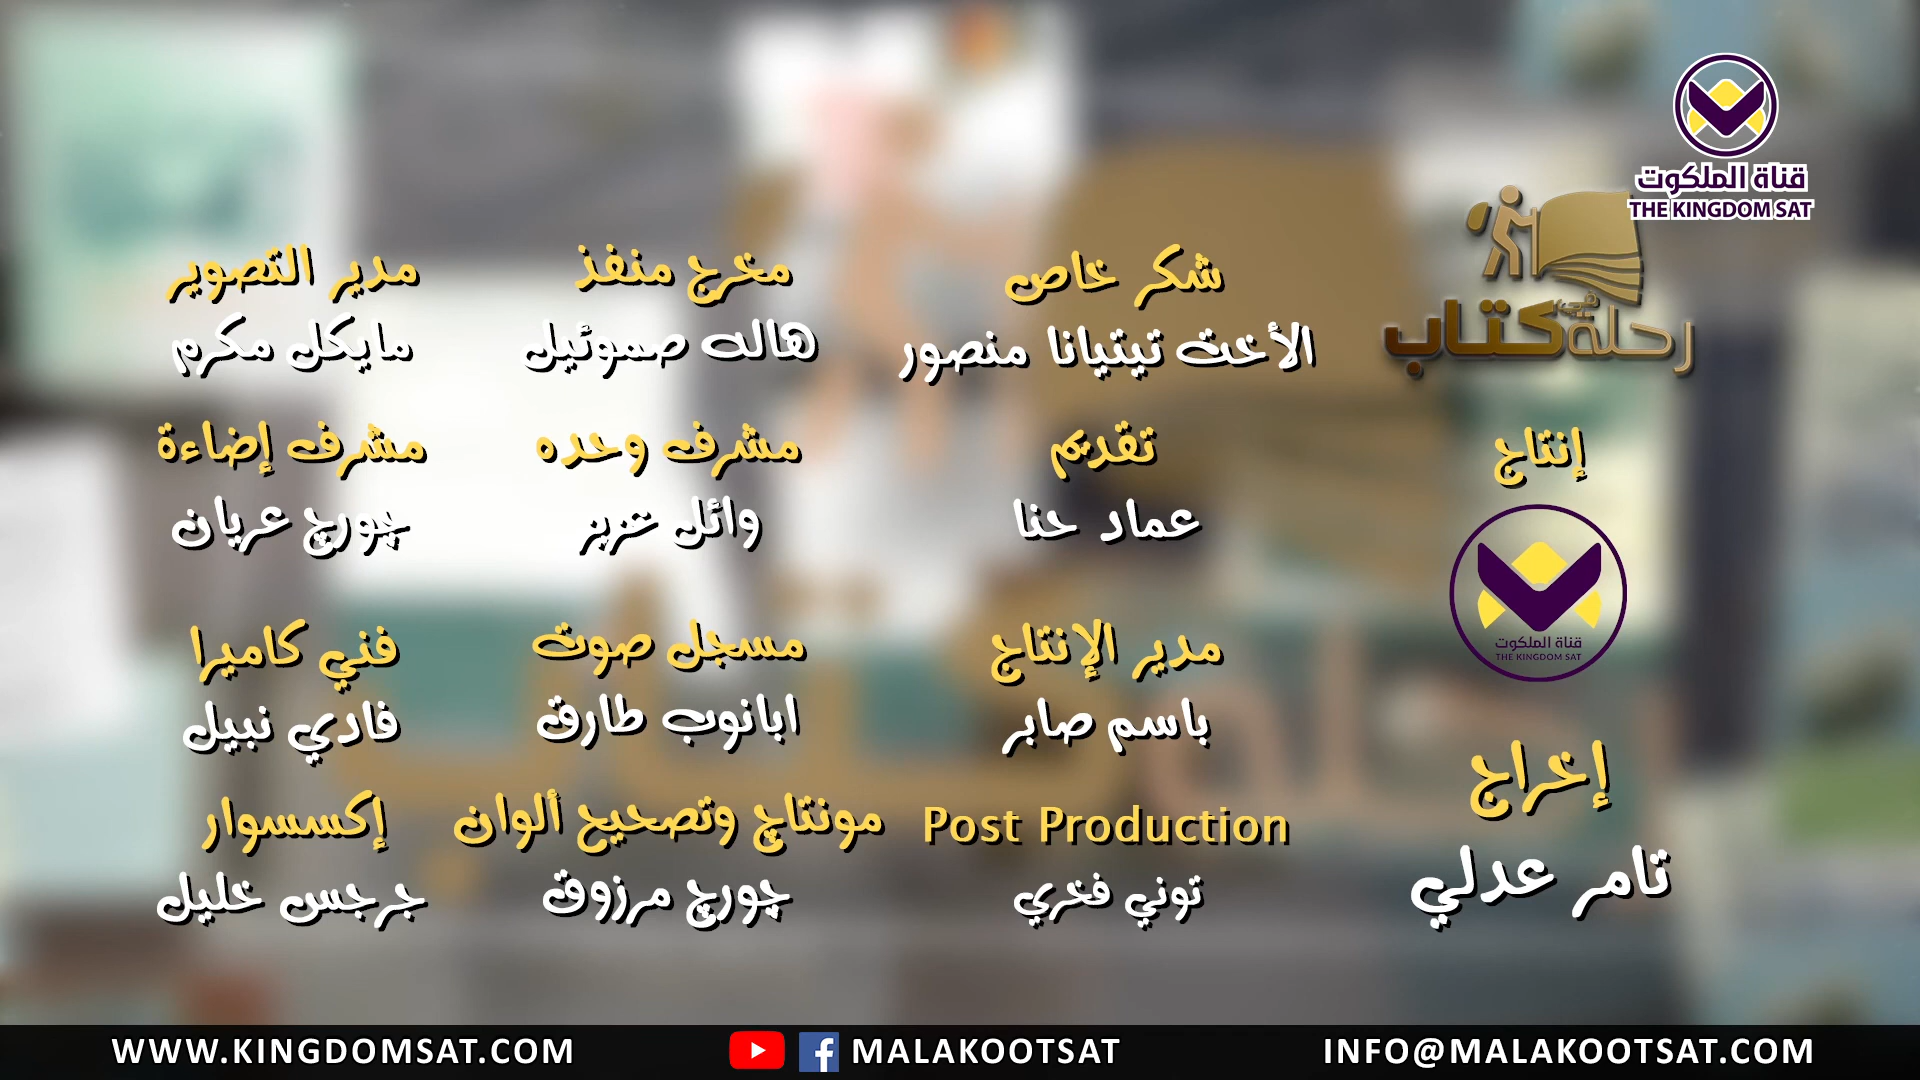 قناة الملكوت
THE KINGDOM SAT
رحلة في كتاب
إنتاج
قناة الملكوت
THE KINGDOM SAT
إخراج
تامر عدلي
شكر خاص
الأخت تيتيانا منصور
تقديم
عماد حنا
مدير الإنتاج
باسم صابر
Post Production
توني فخري
مخرج منفذ
هاله صموئيل
مشرف وحده
وائل عزيز
مسجل صوت
ابانوب طارق
مونتاچ وتصحيح ألوان
چورچ مرزوق
مدير التصوير
مايكل مكرم
مشرف إضاءة
چورچ عريان
فني كاميرا
فادي نبيل
إكسسوار
جرجس خليل
WWW.KINGDOMSAT.COM
MALAKOOTSAT
INFO@MALAKOOTSAT.COM